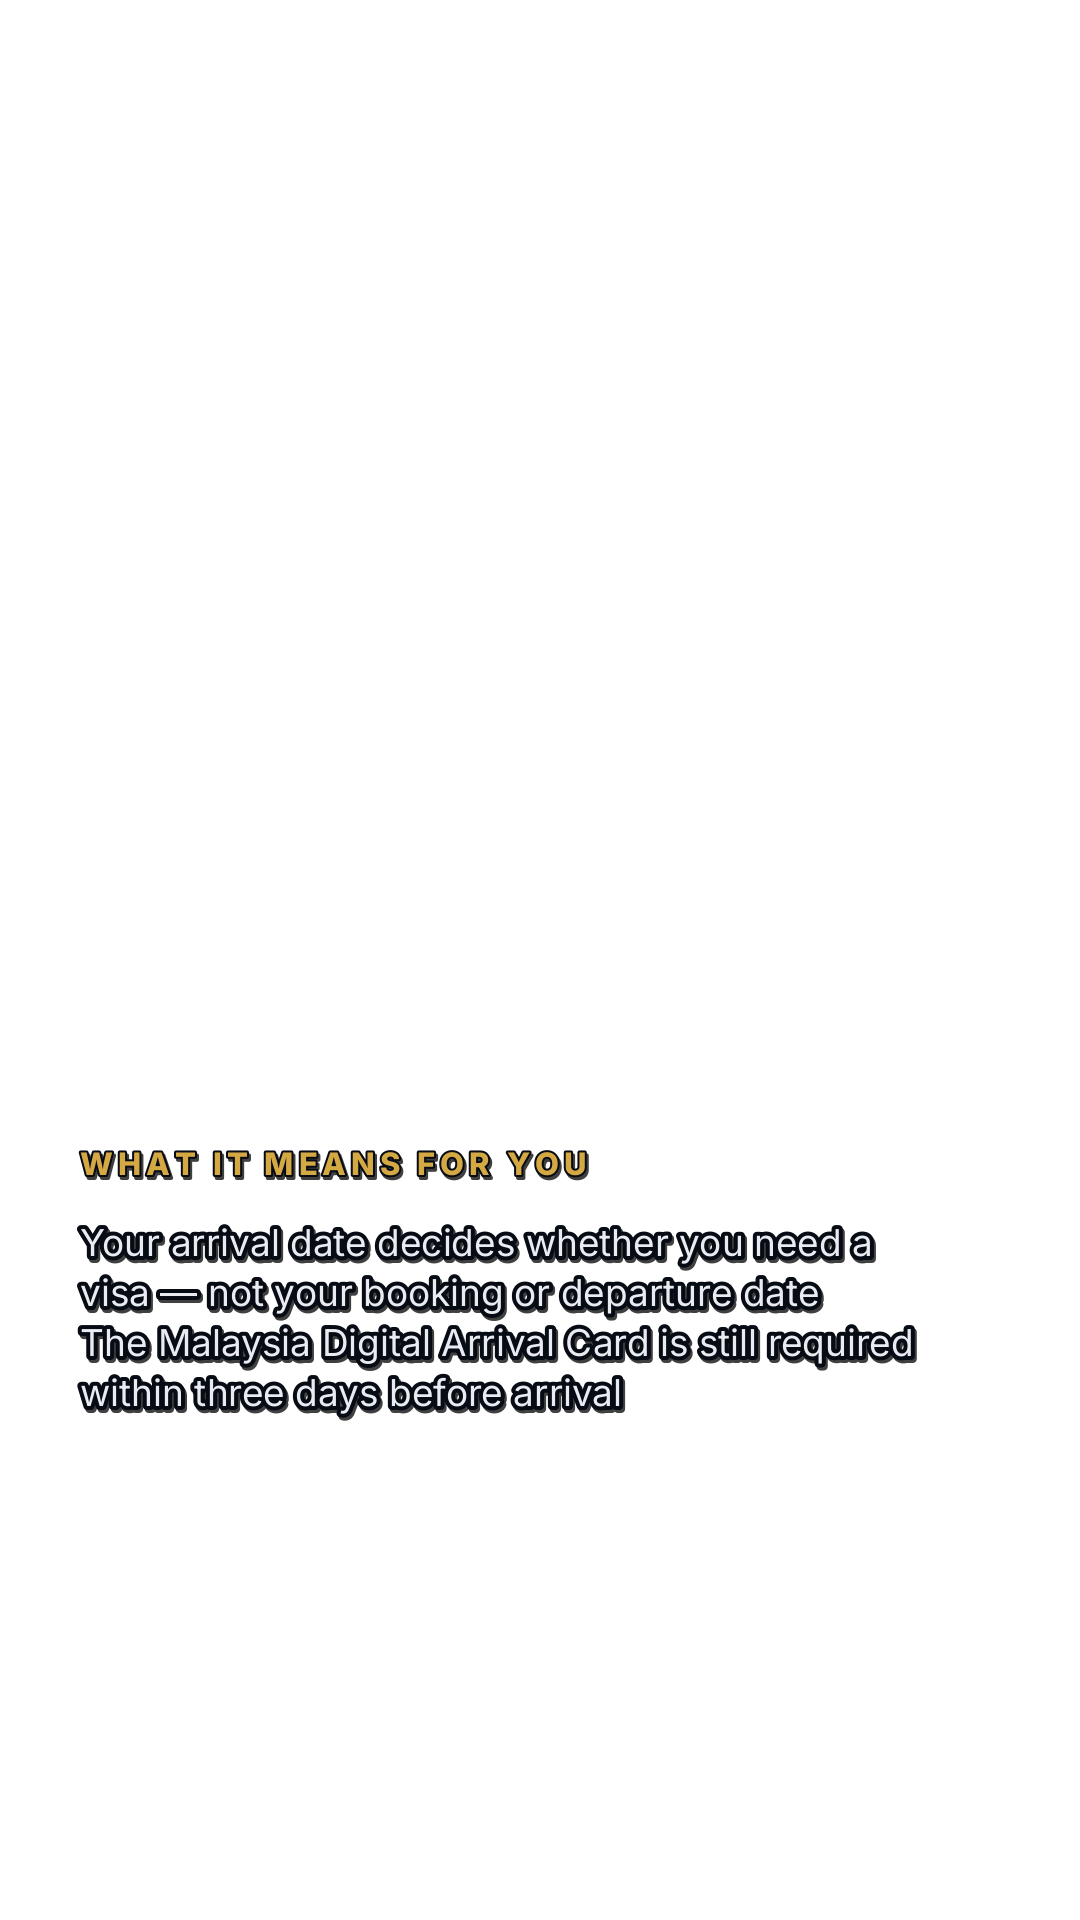 WHAT IT MEANS FOR YOU
Your arrival date decides whether you need a
visa — not your booking or departure date
The Malaysia Digital Arrival Card is still required
within three days before arrival